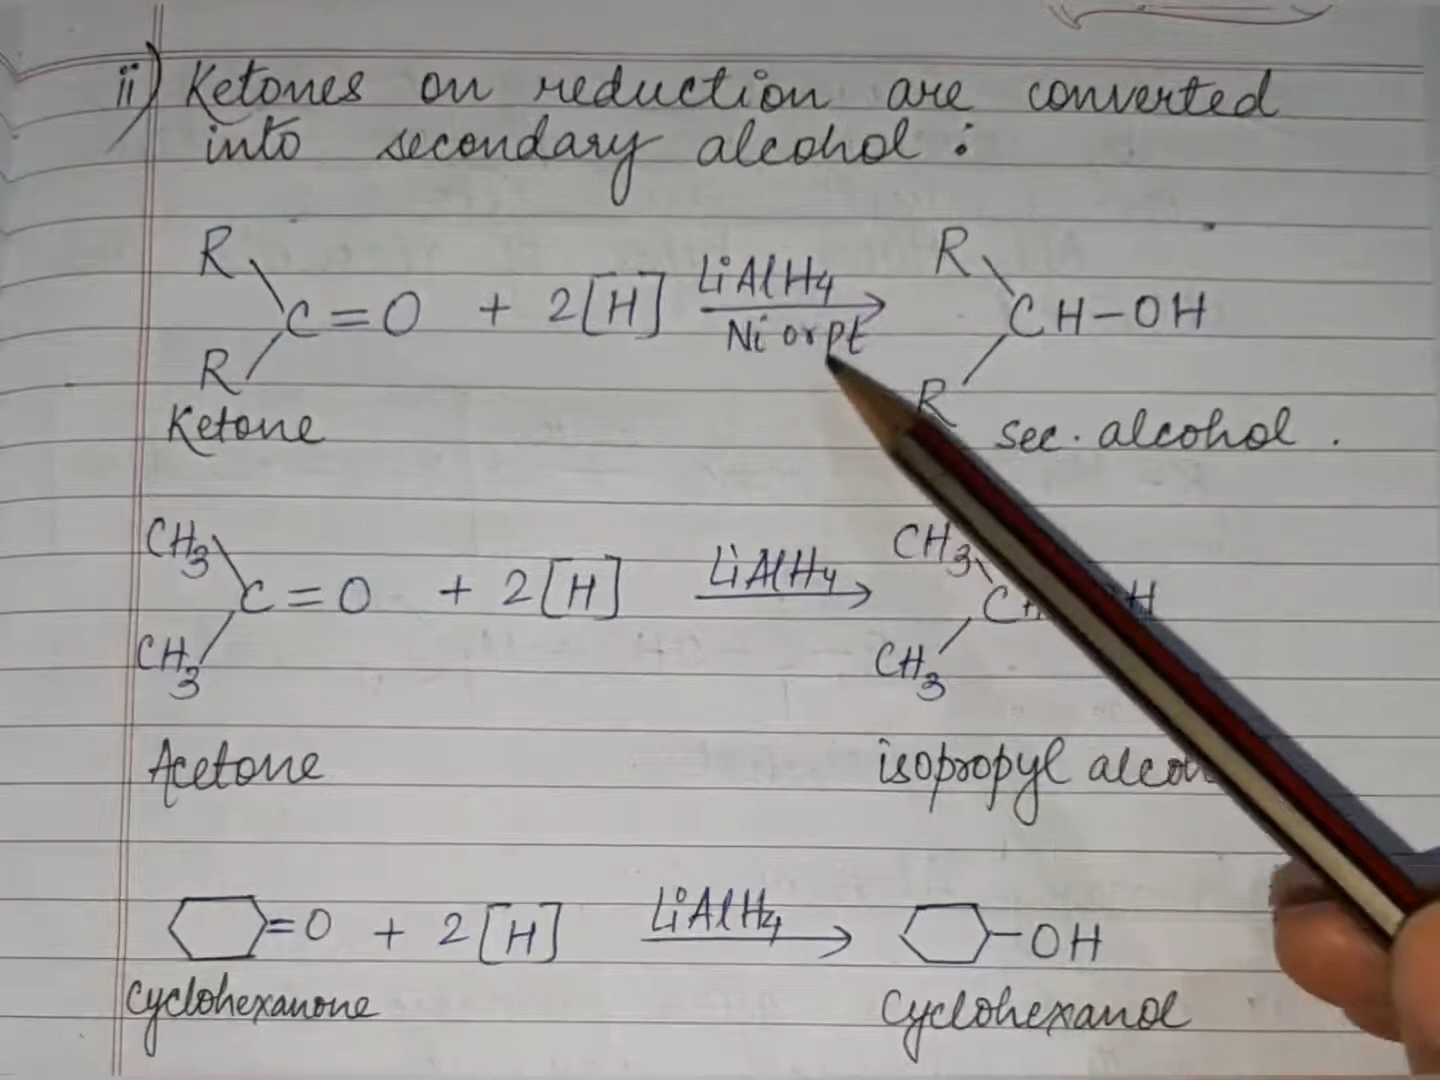 ii) Ketones on reduction are converted
into secondary alcohol :
R
R
C=O + 2[H] LiAlH4 CH-OH
R
Ni or Pt
R
Ketone
sec. alcohol .
CH3
CH3
C=O + 2[H] LiAlH4
CH3
CH3
Acetone
isopropyl
=O + 2[H] LiAlH4 -OH
Cyclohexanone
Cyclohexanol